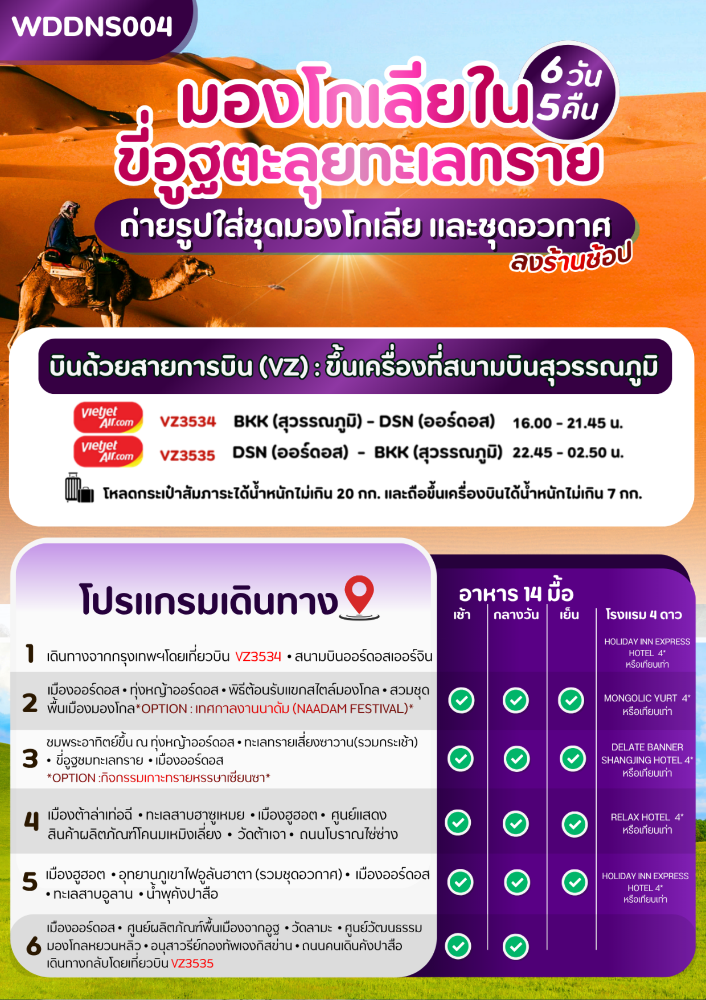 WDDNS004
6 วัน
5 คืน
มองโกเลียใน
ขี่อูฐตะลุยทะเลทราย
ถ่ายรูปใส่ชุดมองโกเลีย และชุดอวกาศ
ลงร้านช้อป
บินด้วยสายการบิน (VZ) : ขึ้นเครื่องที่สนามบินสุวรรณภูมิ
vietjet Air.com VZ3534 BKK (สุวรรณภูมิ) - DSN (ออร์ดอส) 16.00 - 21.45 น.
vietjet Air.com VZ3535 DSN (ออร์ดอส) - BKK (สุวรรณภูมิ) 22.45 - 02.50 น.
โหลดกระเป๋าสัมภาระได้น้ำหนักไม่เกิน 20 กก. และถือขึ้นเครื่องบินได้น้ำหนักไม่เกิน 7 กก.
โปรแกรมเดินทาง
อาหาร 14 มื้อ
เช้า กลางวัน เย็น โรงแรม 4 ดาว
1 เดินทางจากกรุงเทพฯโดยเที่ยวบิน VZ3534 • สนามบินออร์ดอสเออร์จิน
HOLIDAY INN EXPRESS
HOTEL 4*
หรือเทียบเท่า
2 เมืองออร์ดอส • ทุ่งหญ้าออร์ดอส • พิธีต้อนรับแขกสไตล์มองโกล • สวมชุด
พื้นเมืองมองโกล*OPTION : เทศกาลงานนาดัม (NAADAM FESTIVAL)*
MONGOLIC YURT 4*
หรือเทียบเท่า
3 ชมพระอาทิตย์ขึ้น ณ ทุ่งหญ้าออร์ดอส • ทะเลทรายเสี่ยงซาวาน(รวมกระเช้า)
• ขี่อูฐชมทะเลทราย • เมืองออร์ดอส
*OPTION :กิจกรรมเกาะทรายหรรษาเซียนซา*
DELATE BANNER
SHANGJING HOTEL 4*
หรือเทียบเท่า
4 เมืองต้าล่าเท่อฉี • ทะเลสาบฮาซูเหมย • เมืองฮูฮอต • ศูนย์แสดง
สินค้าผลิตภัณฑ์โคนมเหมิงเลี่ยง • วัดต้าเจา • ถนนโบราณไซ่ซ่าง
RELAX HOTEL 4*
หรือเทียบเท่า
5 เมืองฮูฮอต • อุทยานภูเขาไฟอูลันฮาตา (รวมชุดอวกาศ) • เมืองออร์ดอส
• ทะเลสาบอูลาน • น้ำพุคังปาสือ
HOLIDAY INN EXPRESS
HOTEL 4*
หรือเทียบเท่า
6 เมืองออร์ดอส • ศูนย์ผลิตภัณฑ์พื้นเมืองจากอูฐ • วัดลามะ • ศูนย์วัฒนธรรม
มองโกลหยวนหลิว • อนุสาวรีย์กองทัพเจงกิสข่าน • ถนนคนเดินคังปาสือ
เดินทางกลับโดยเที่ยวบิน VZ3535